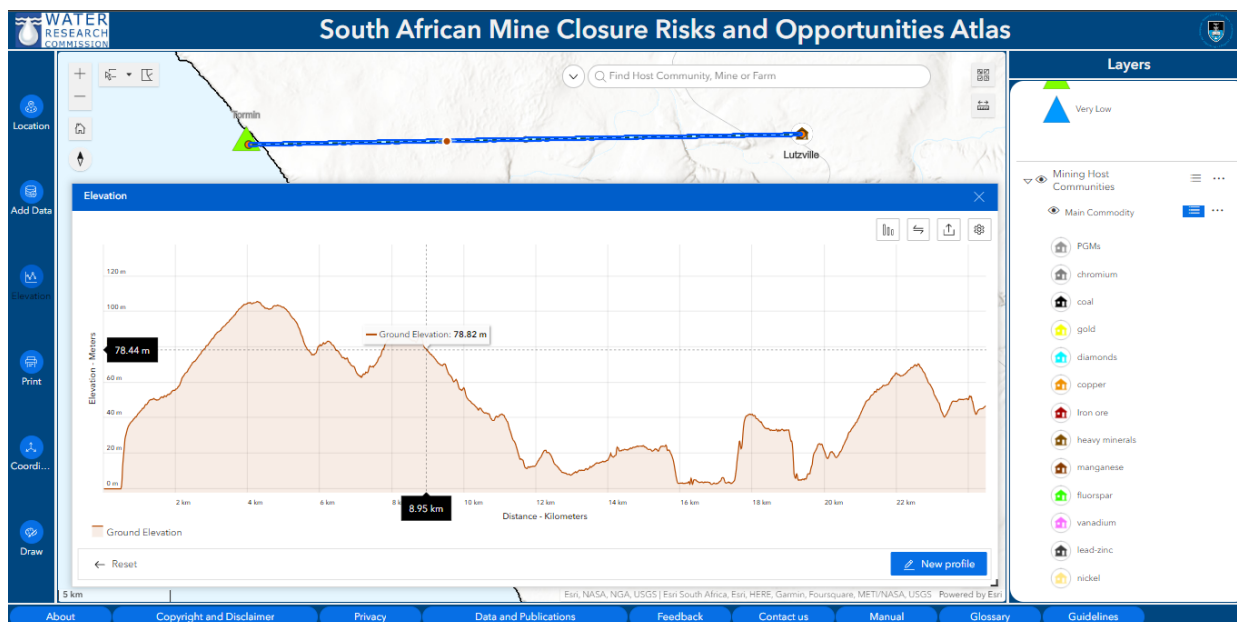 WATER
RESEARCH
COMMISSION
South African Mine Closure Risks and Opportunities Atlas
Location
Add Data
Elevation
Print
Coordi...
Draw
Find Host Community, Mine or Farm
Tormin
Lutzville
Elevation
120 m
100 m
60 m
40 m
20 m
0 m
Elevation - Meters
78.44 m
Ground Elevation: 78.82 m
2 km
4 km
6 km
8.95 km
10 km
12 km
14 km
16 km
18 km
20 km
22 km
Distance - Kilometers
Ground Elevation
Reset
New profile
5 km
Esri, NASA, NGA, USGS | Esri South Africa, Esri, HERE, Garmin, Foursquare, METI/NASA, USGS
Powered by Esri
Layers
Very Low
Mining Host
Communities
Main Commodity
PGMs
chromium
coal
gold
diamonds
copper
Iron ore
heavy minerals
manganese
fluorspar
vanadium
lead-zinc
nickel
About
Copyright and Disclaimer
Privacy
Data and Publications
Feedback
Contact us
Manual
Glossary
Guidelines